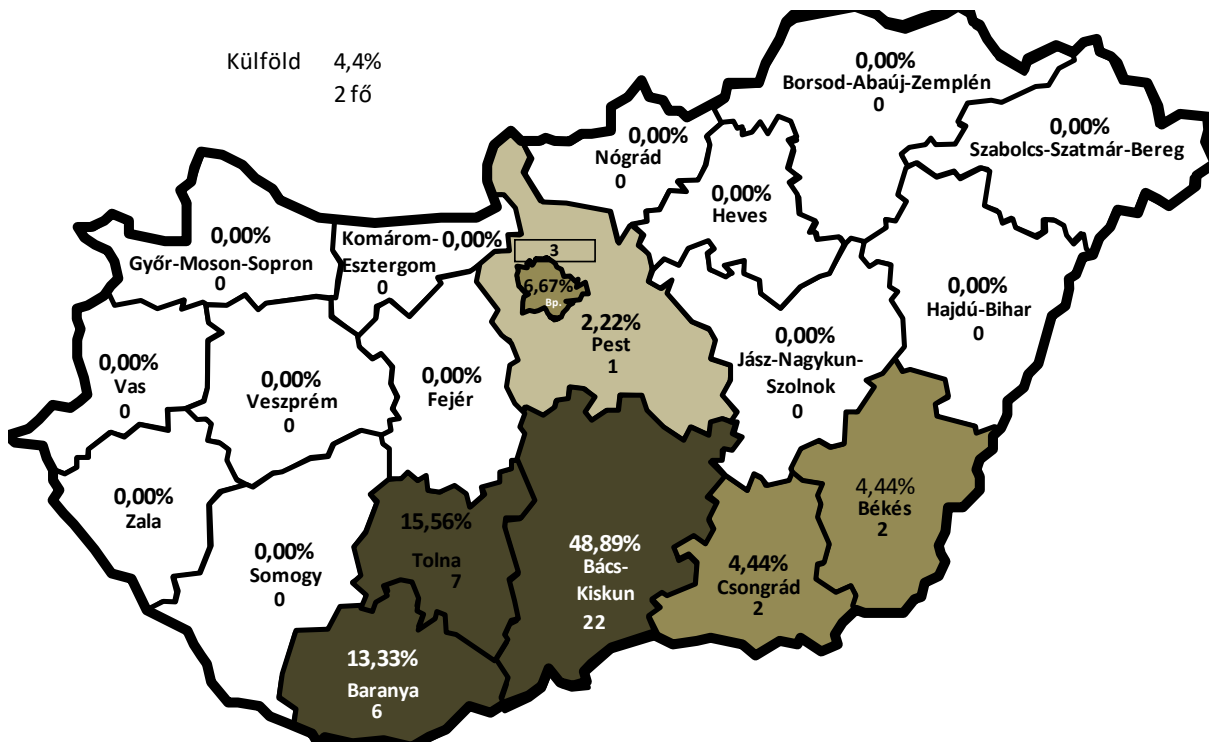 Külföld 4,4%
2 fő
0,00%
Borsod-Abaúj-Zemplén
0
0,00%
Szabolcs-Szatmár-Bereg
0
0,00%
Nógrád
0
0,00%
Heves
0,00%
Győr-Moson-Sopron
0
Komárom- 0,00%
Esztergom
0
3
6,67%
Bp.
2,22%
Pest
1
0,00%
Hajdú-Bihar
0
0,00%
Jász-Nagykun-
Szolnok
0
0,00%
Vas
0
0,00%
Veszprém
0
0,00%
Fejér
0,00%
Zala
0,00%
Somogy
0
15,56%
Tolna
7
48,89%
Bács-
Kiskun
22
4,44%
Csongrád
2
4,44%
Békés
2
13,33%
Baranya
6